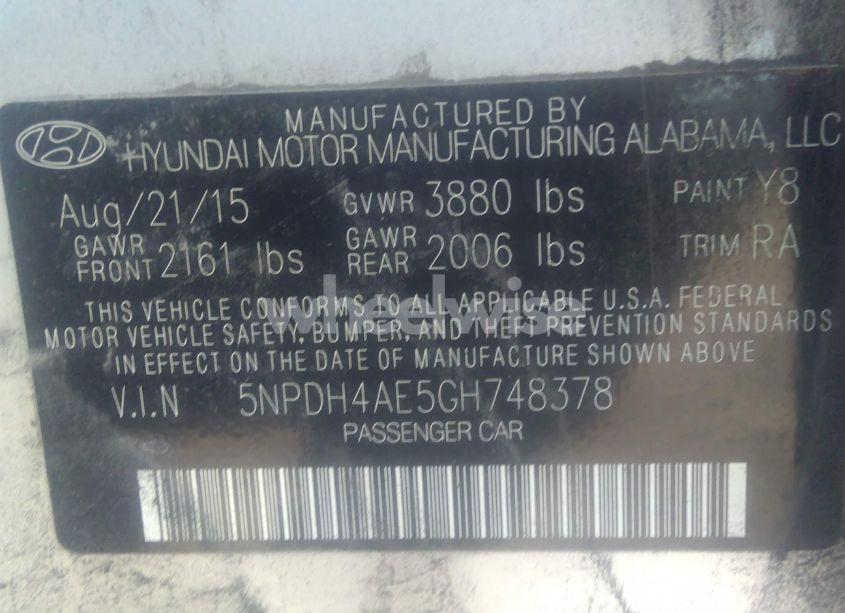 MANUFACTURED BY
HYUNDAI MOTOR MANUFACTURING ALABAMA, LLC
Aug/21/15 GVWR 3880 lbs PAINT Y8
GAWR FRONT 2161 lbs GAWR REAR 2006 lbs TRIM RA
THIS VEHICLE CONFORMS TO ALL APPLICABLE U.S.A. FEDERAL
MOTOR VEHICLE SAFETY, BUMPER, AND THEFT PREVENTION STANDARDS
IN EFFECT ON THE DATE OF MANUFACTURE SHOWN ABOVE
V.I.N 5NPDH4AE5GH748378
PASSENGER CAR
wheelwise